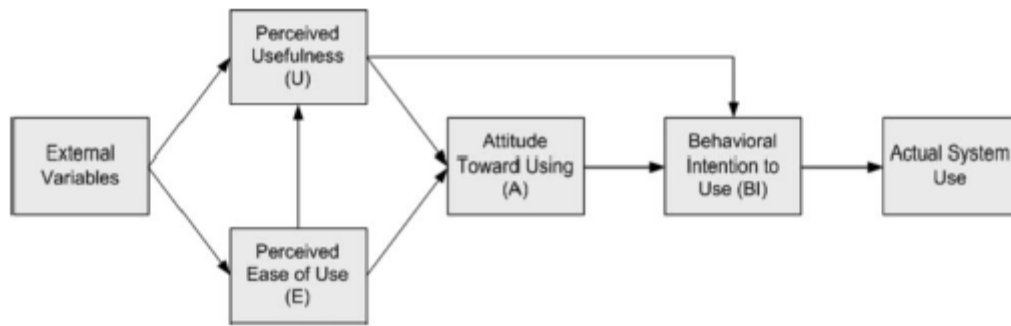 External
Variables
Perceived
Usefulness
(U)
Perceived
Ease of Use
(E)
Attitude
Toward Using
(A)
Behavioral
Intention to
Use (BI)
Actual System
Use